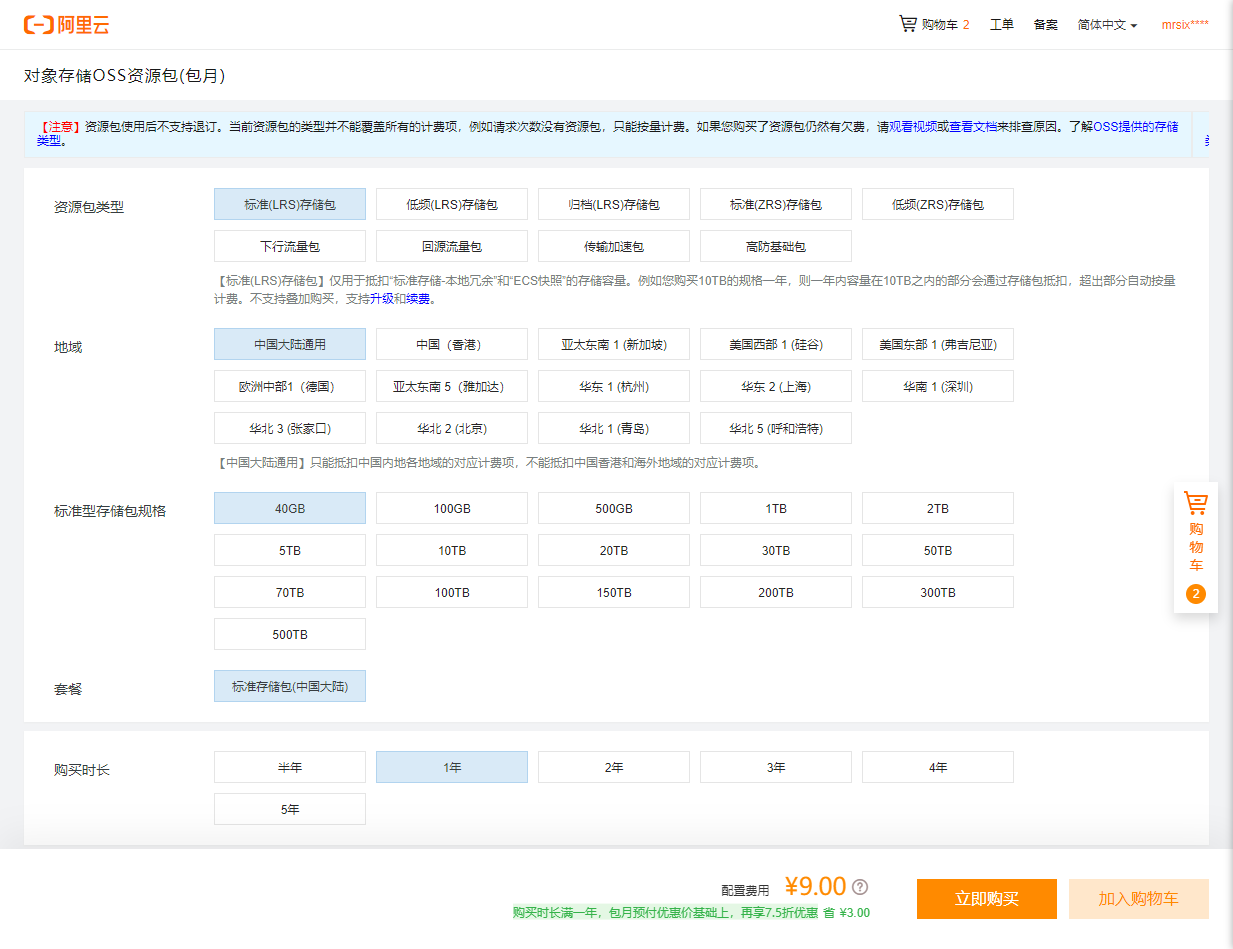 阿里云
购物车 2 工单 备案 简体中文 mrsix****
对象存储OSS资源包(包月)
【注意】资源包使用后不支持退订。当前资源包的类型并不能覆盖所有的计费项，例如请求次数没有资源包，只能按量计费。如果您购买了资源包仍然有欠费，请观看视频或查看文档来排查原因。了解OSS提供的存储
类型。
资源包类型
标准(LRS)存储包 低频(LRS)存储包 归档(LRS)存储包 标准(ZRS)存储包 低频(ZRS)存储包
下行流量包 回源流量包 传输加速包 高防基础包
【标准(LRS)存储包】仅用于抵扣“标准存储-本地冗余”和“ECS快照”的存储容量。例如您购买10TB的规格一年，则一年内容量在10TB之内的部分会通过存储包抵扣，超出部分自动按量
计费。不支持叠加购买，支持升级和续费。
地域
中国大陆通用 中国（香港） 亚太东南 1 (新加坡) 美国西部 1 (硅谷) 美国东部 1 (弗吉尼亚)
欧洲中部1（德国） 亚太东南 5（雅加达） 华东 1 (杭州) 华东 2 (上海) 华南 1 (深圳)
华北 3 (张家口) 华北 2 (北京) 华北 1 (青岛) 华北 5 (呼和浩特)
【中国大陆通用】只能抵扣中国内地各地域的对应计费项，不能抵扣中国香港和海外地域的对应计费项。
标准型存储包规格
40GB 100GB 500GB 1TB 2TB
5TB 10TB 20TB 30TB 50TB
70TB 100TB 150TB 200TB 300TB
500TB
套餐
标准存储包(中国大陆)
购买时长
半年 1年 2年 3年 4年
5年
购
物
车
2
配置费用 ¥9.00 ?
购买时长满一年，包月预付优惠价基础上，再享7.5折优惠 省 ¥3.00
立即购买 加入购物车